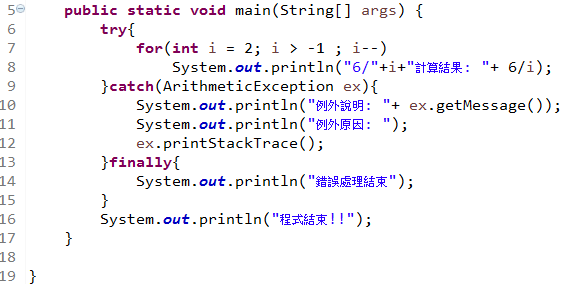 5 public static void main(String[] args) {
6 try{
7 for(int i = 2; i > -1 ; i--)
8 System.out.println("6/"+i+"計算結果: "+ 6/i);
9 }catch(ArithmeticException ex){
10 System.out.println("例外說明: "+ ex.getMessage());
11 System.out.println("例外原因: ");
12 ex.printStackTrace();
13 }finally{
14 System.out.println("錯誤處理結束");
15 }
16 System.out.println("程式結束!!");
17 }
18
19 }